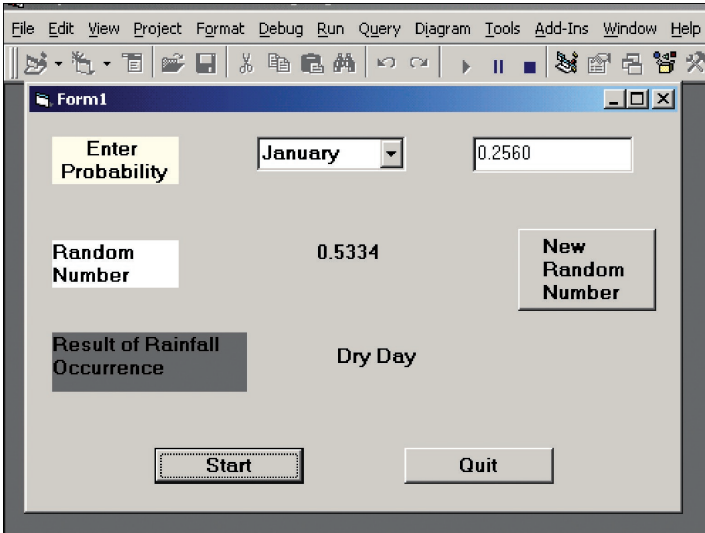 File Edit View Project Format Debug Run Query Diagram Tools Add-Ins Window Help
Form1
Enter
Probability
January
0.2560
Random
Number
0.5334
New
Random
Number
Result of Rainfall
Occurrence
Dry Day
Start
Quit